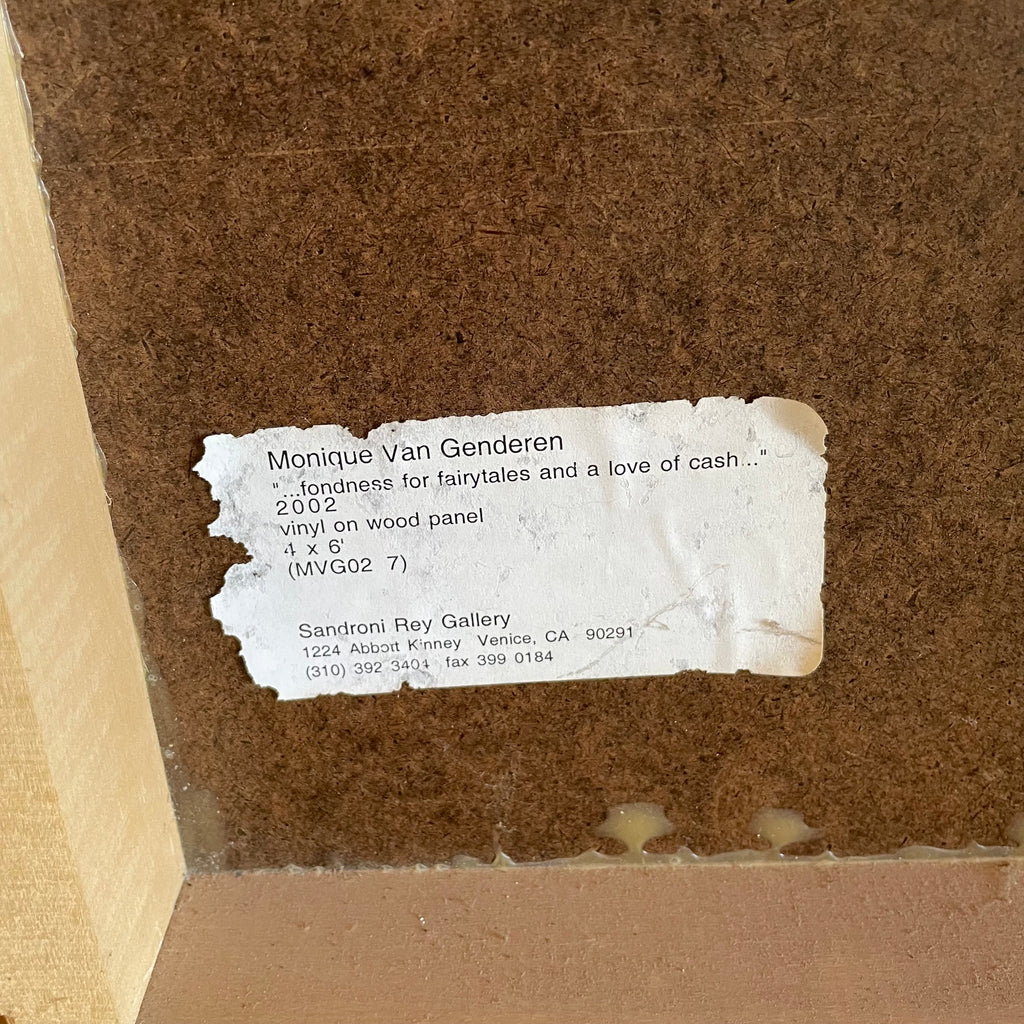 Monique Van Genderen
"...fondness for fairytales and a love of cash..."
2002
vinyl on wood panel
4 x 6'
(MVG02 7)
Sandroni Rey Gallery
1224 Abbott Kinney Venice, CA 90291
(310) 392 3404 fax 399 0184